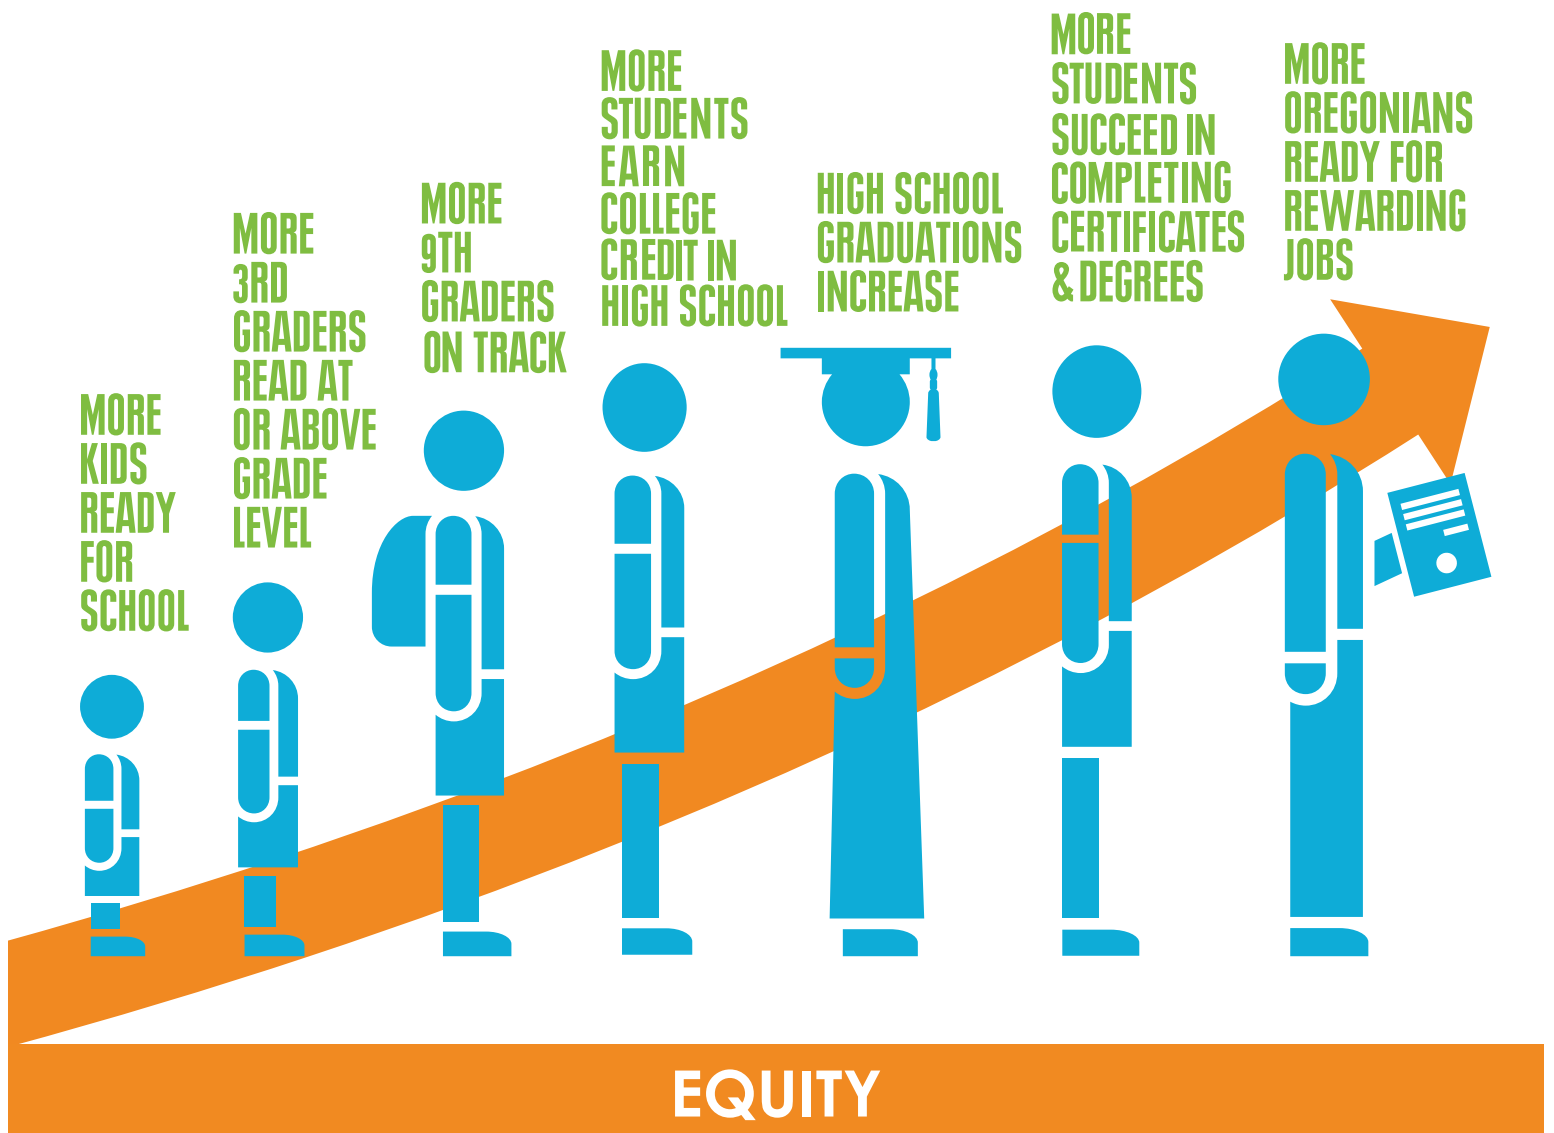 MORE
KIDS
READY
FOR
SCHOOL
MORE
3RD
GRADERS
READ AT
OR ABOVE
GRADE
LEVEL
MORE
9TH
GRADERS
ON TRACK
MORE
STUDENTS
EARN
COLLEGE
CREDIT IN
HIGH SCHOOL
HIGH SCHOOL
GRADUATIONS
INCREASE
MORE
STUDENTS
SUCCEED IN
COMPLETING
CERTIFICATES
& DEGREES
MORE
OREGONIANS
READY FOR
REWARDING
JOBS
EQUITY